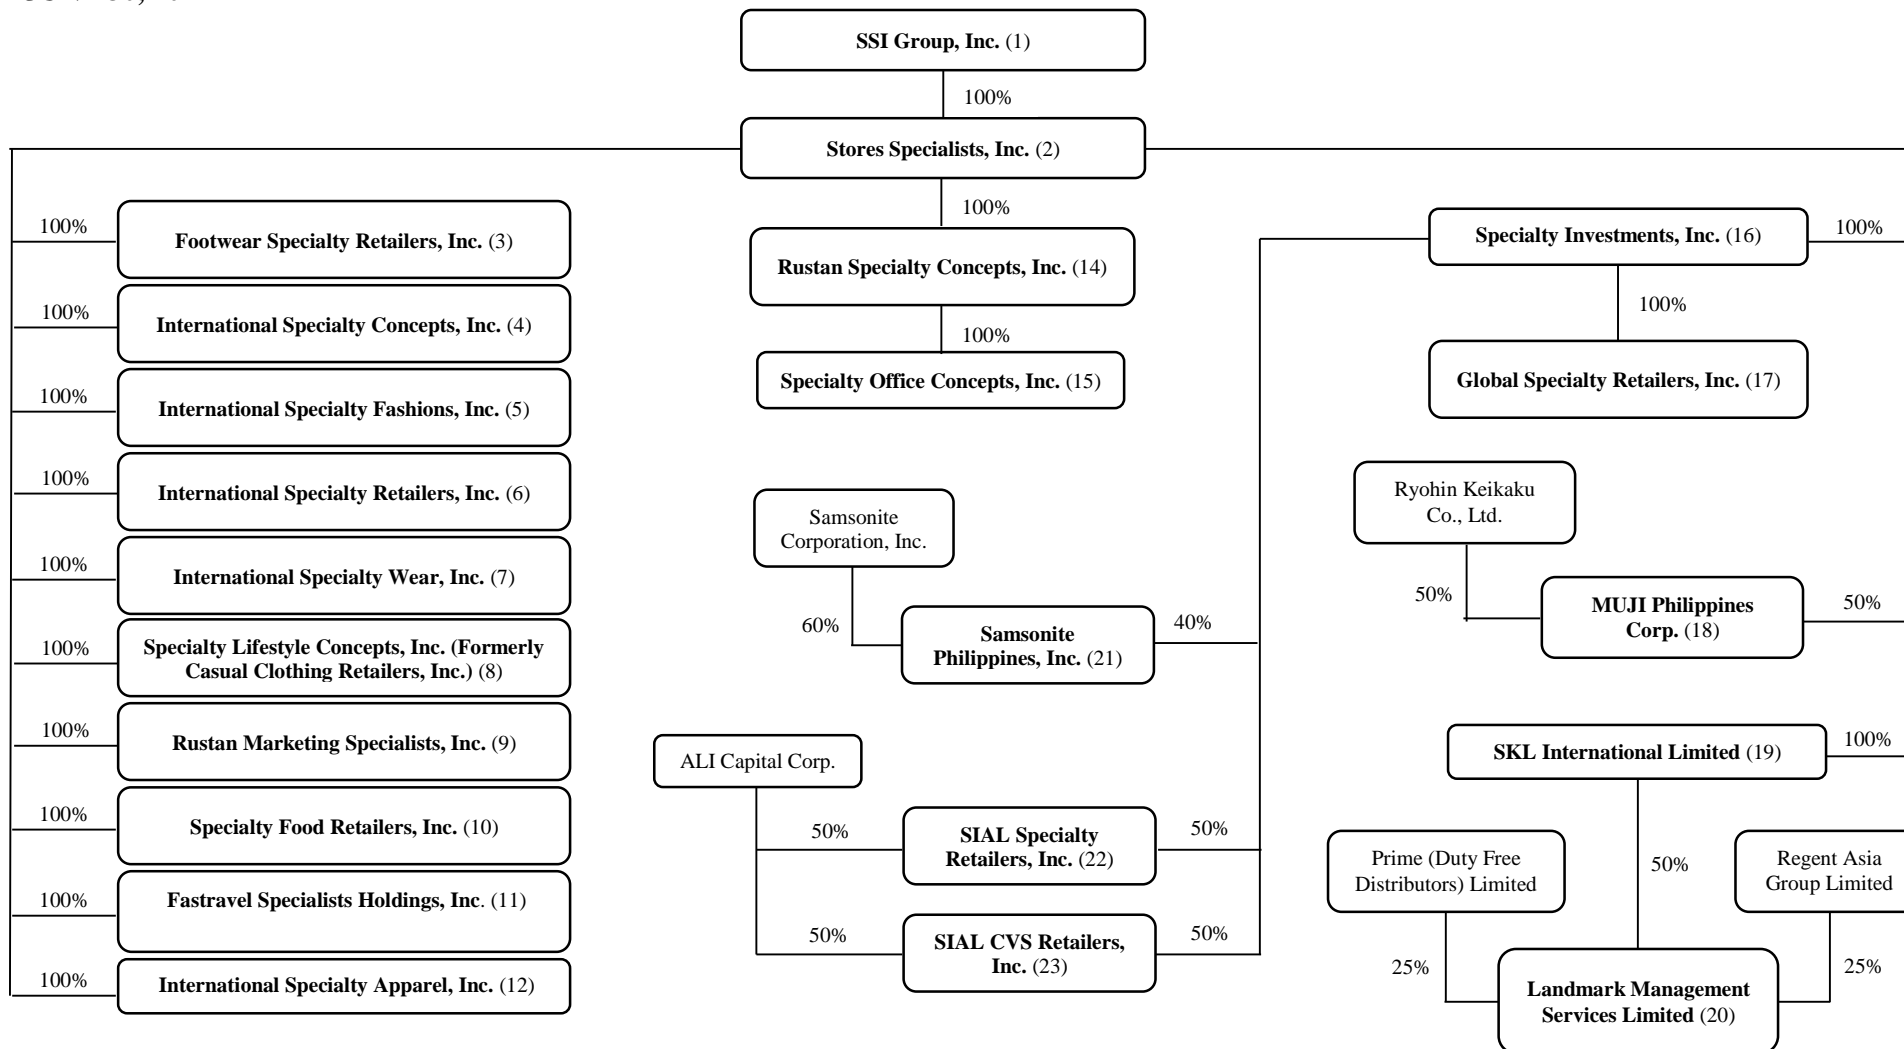 SSI Group, Inc. (1)
100%
Stores Specialists, Inc. (2)
100%
Footwear Specialty Retailers, Inc. (3)
100%
International Specialty Concepts, Inc. (4)
100%
International Specialty Fashions, Inc. (5)
100%
International Specialty Retailers, Inc. (6)
100%
International Specialty Wear, Inc. (7)
100%
Specialty Lifestyle Concepts, Inc. (Formerly
Casual Clothing Retailers, Inc.) (8)
100%
Rustan Marketing Specialists, Inc. (9)
100%
Specialty Food Retailers, Inc. (10)
100%
Fastravel Specialists Holdings, Inc. (11)
100%
International Specialty Apparel, Inc. (12)
100%
Rustan Specialty Concepts, Inc. (14)
100%
Specialty Office Concepts, Inc. (15)
Samsonite
Corporation, Inc.
60%
Samsonite
Philippines, Inc. (21)
40%
ALI Capital Corp.
50%
SIAL Specialty
Retailers, Inc. (22)
50%
50%
SIAL CVS Retailers,
Inc. (23)
50%
Specialty Investments, Inc. (16)
100%
100%
Global Specialty Retailers, Inc. (17)
Ryohin Keikaku
Co., Ltd.
50%
MUJI Philippines
Corp. (18)
50%
SKL International Limited (19)
100%
Prime (Duty Free
Distributors) Limited
50%
Regent Asia
Group Limited
25%
Landmark Management
Services Limited (20)
25%